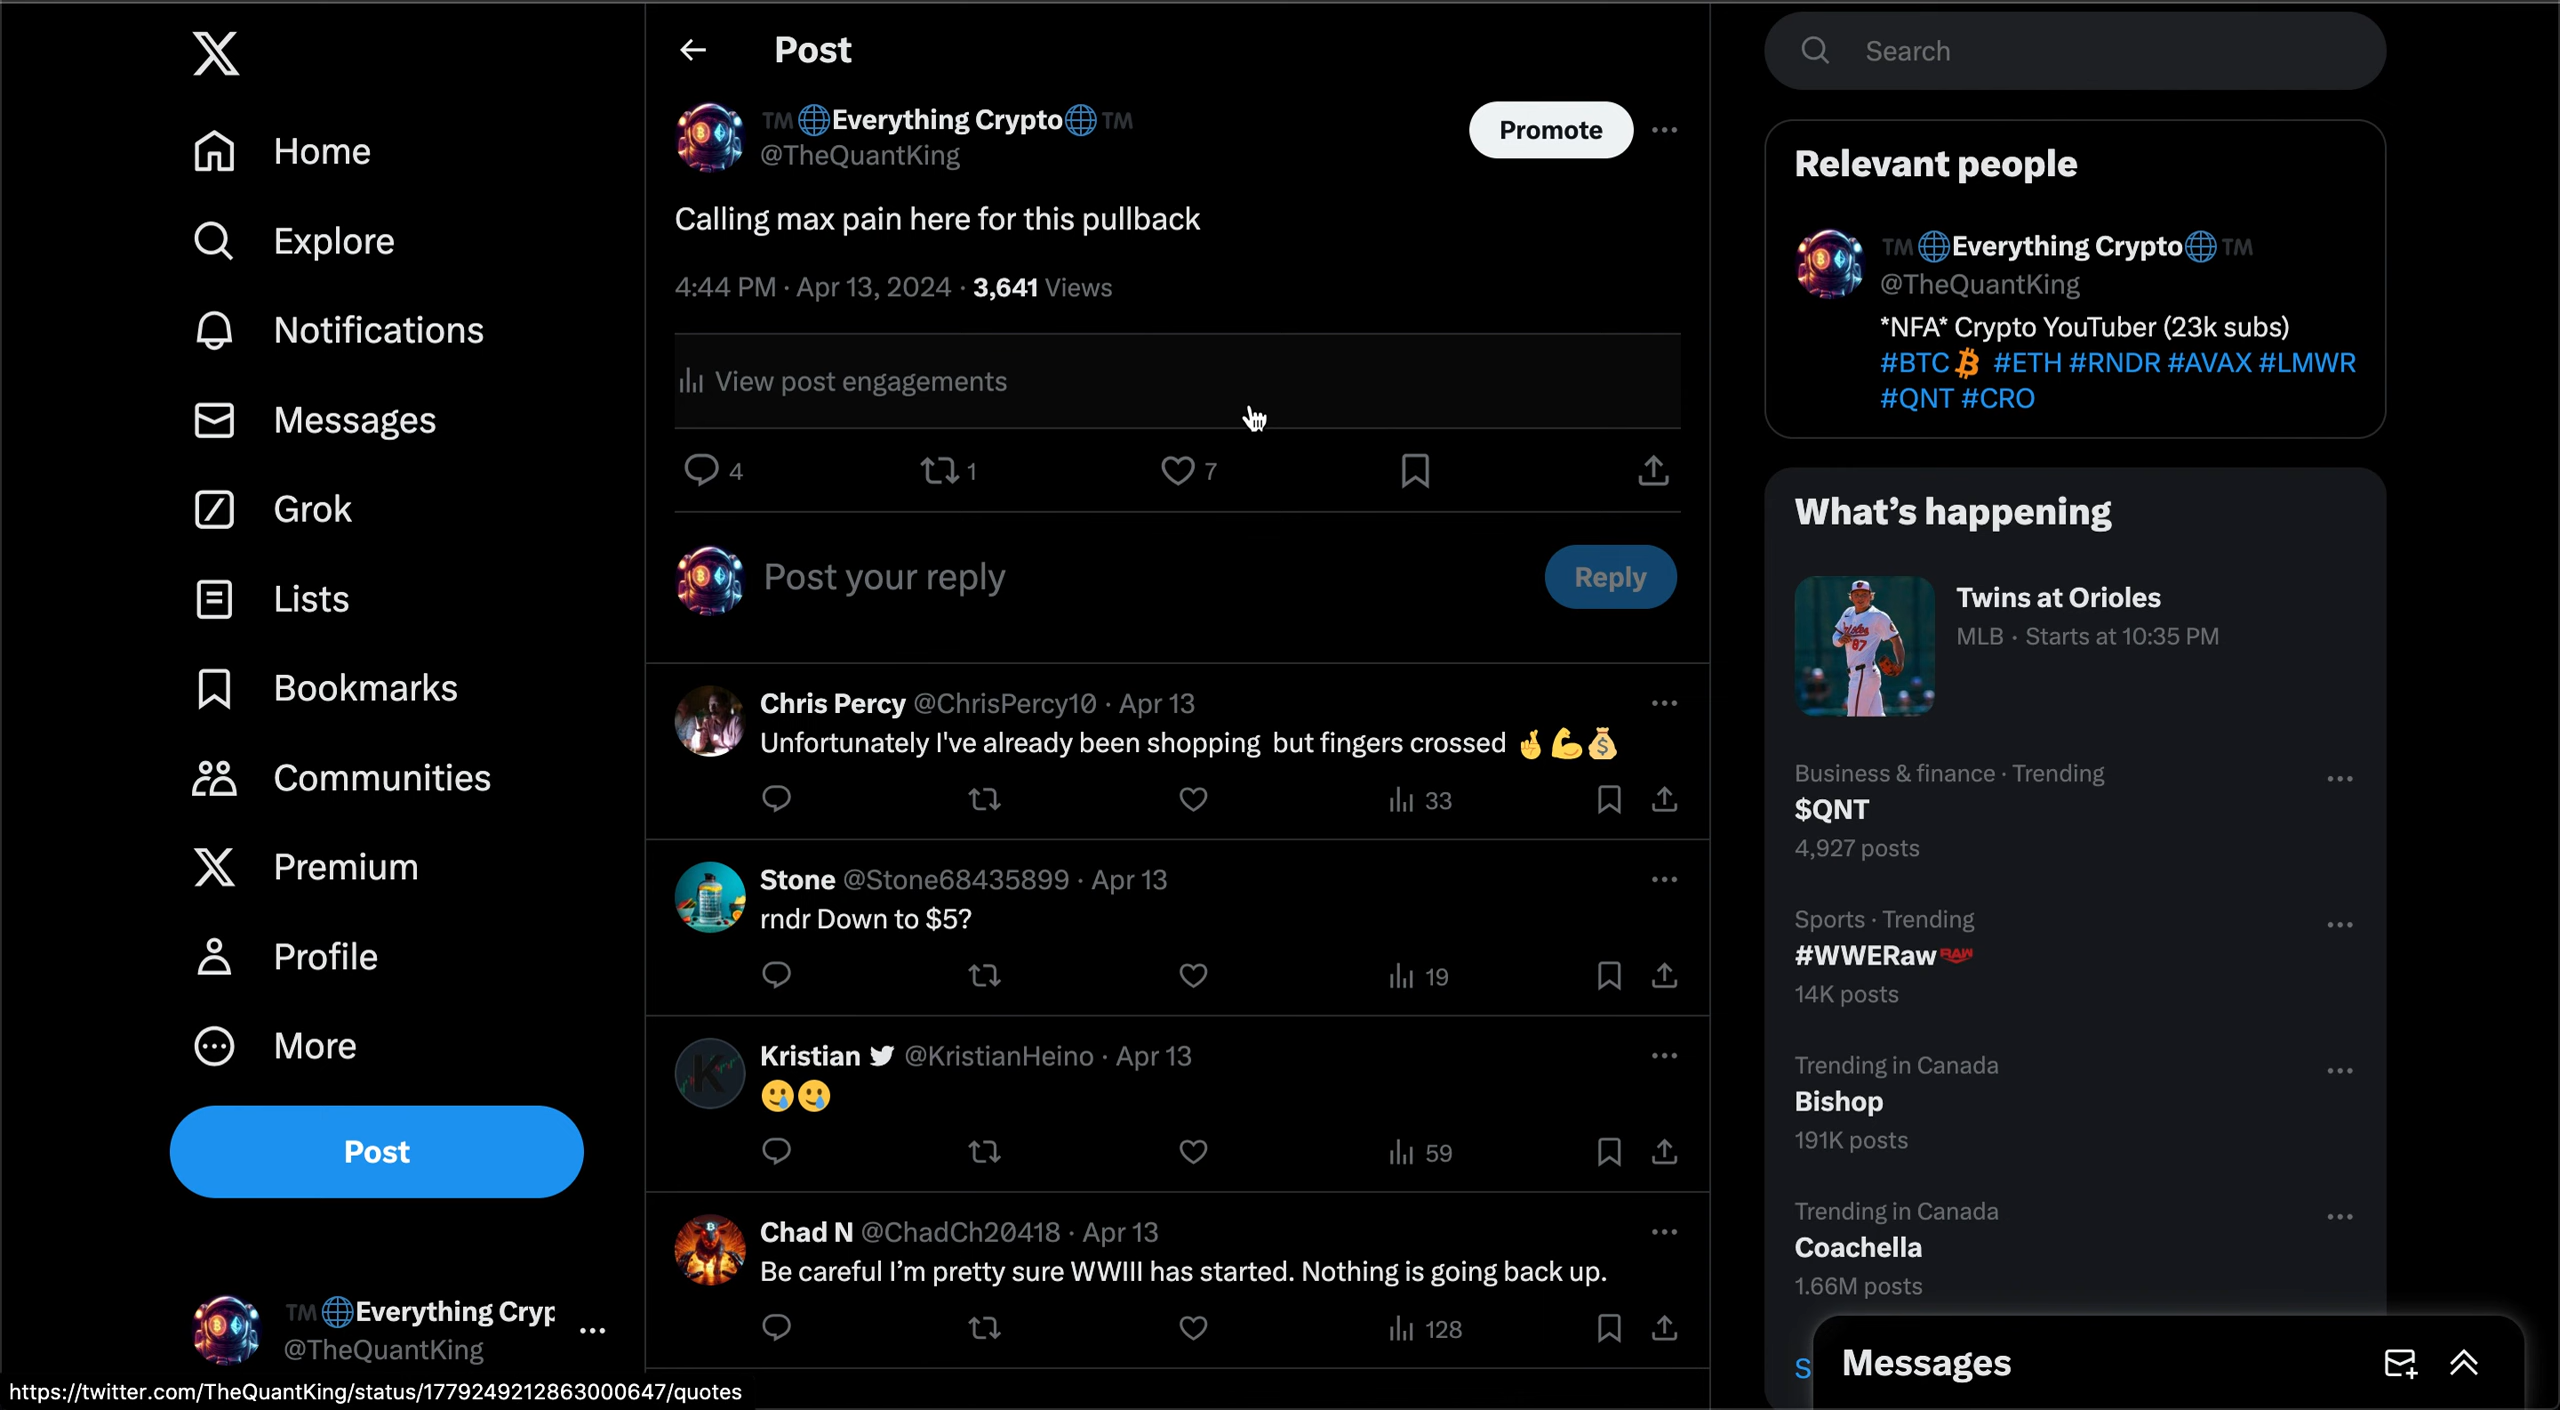 Home
Explore
Notifications
Messages
Grok
Lists
Bookmarks
Communities
Premium
Profile
More
Post
TM🌐Everything Cryp
@TheQuantKing
https://twitter.com/TheQuantKing/status/1779249212863000647/quotes
Post
TM🌐Everything Crypto🌐TM
@TheQuantKing
Promote
Calling max pain here for this pullback
4:44 PM · Apr 13, 2024 · 3,641 Views
View post engagements
4 1 7
Post your reply
Reply
Chris Percy @ChrisPercy10 · Apr 13
Unfortunately I've already been shopping but fingers crossed 🤞💪💰
33
Stone @Stone68435899 · Apr 13
rndr Down to $5?
19
Kristian @KristianHeino · Apr 13
🥲🥲
59
Chad N @ChadCh20418 · Apr 13
Be careful I’m pretty sure WWIII has started. Nothing is going back up.
128
Search
Relevant people
TM🌐Everything Crypto🌐TM
@TheQuantKing
*NFA* Crypto YouTuber (23k subs)
#BTC #ETH #RNDR #AVAX #LMWR
#QNT #CRO
What’s happening
Twins at Orioles
MLB · Starts at 10:35 PM
Business & finance · Trending
$QNT
4,927 posts
Sports · Trending
#WWERaw RAW
14K posts
Trending in Canada
Bishop
191K posts
Trending in Canada
Coachella
1.66M posts
S
Messages